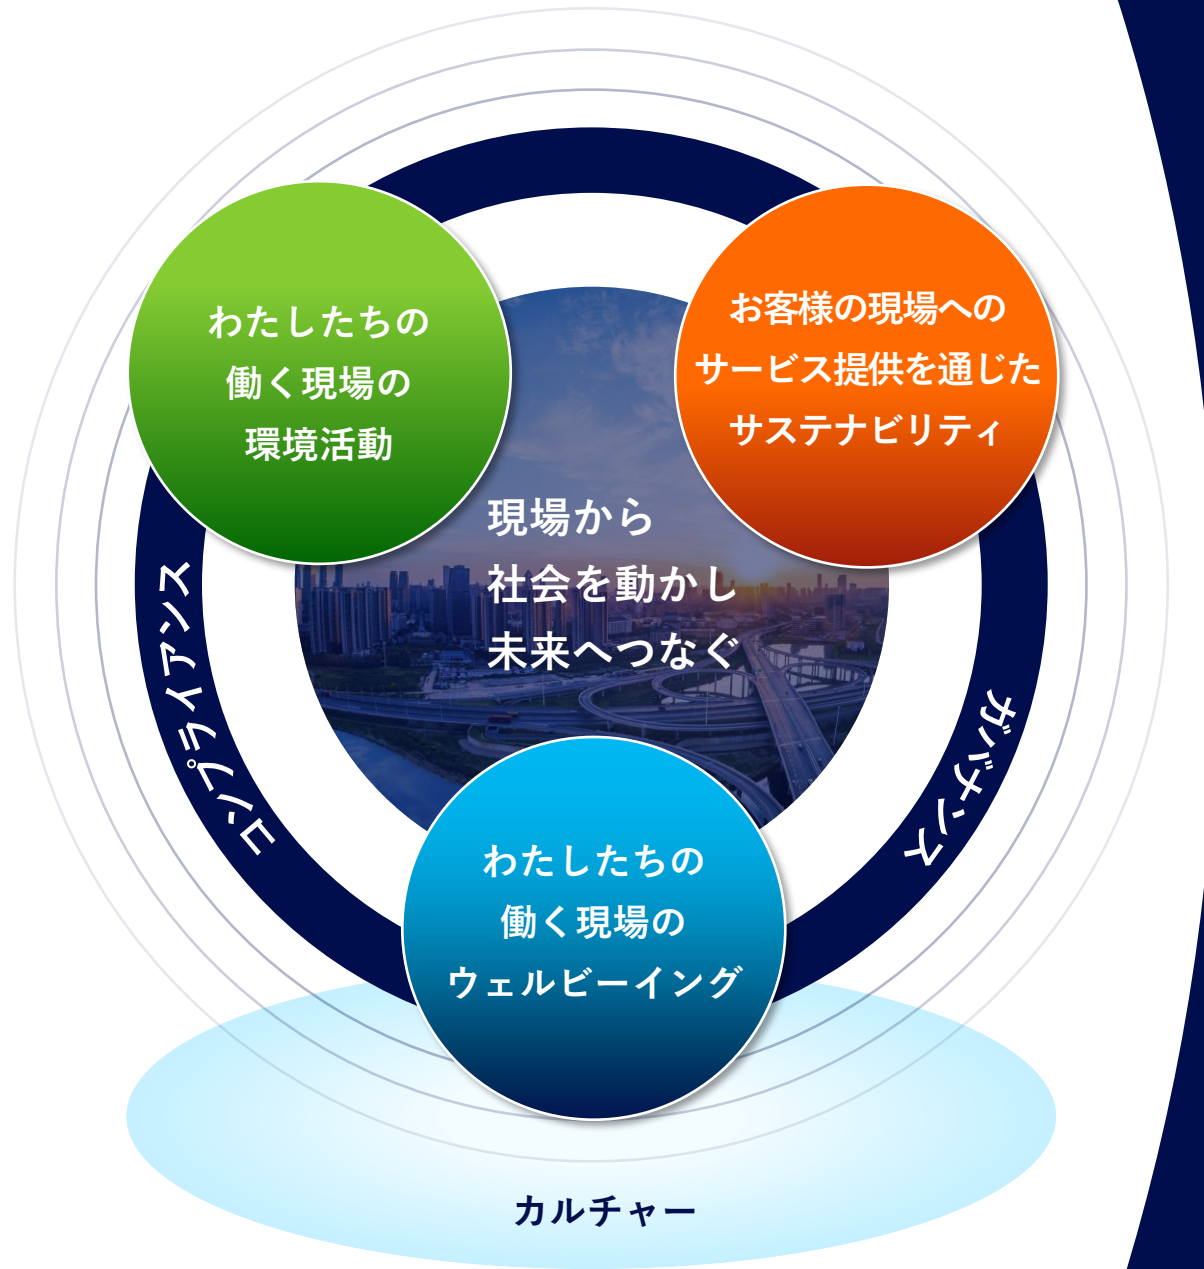 わたしたちの
働く現場の
環境活動
お客様の現場への
サービス提供を通じた
サステナビリティ
現場から
社会を動かし
未来へつなぐ
コンプライアンス
ガバナンス
わたしたちの
働く現場の
ウェルビーイング
カルチャー